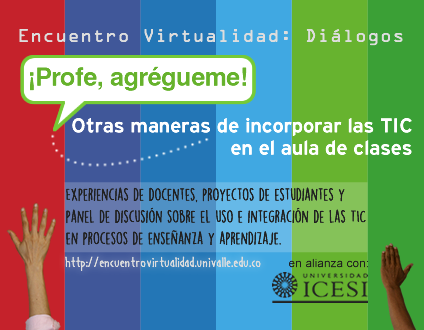 Encuentro Virtualidad: Diálogos
¡Profe, agrégueme!
Otras maneras de incorporar las TIC
en el aula de clases
EXPERIENCIAS DE DOCENTES, PROYECTOS DE ESTUDIANTES Y
PANEL DE DISCUSIÓN SOBRE EL USO E INTEGRACIÓN DE LAS TIC
EN PROCESOS DE ENSEÑANZA Y APRENDIZAJE.
http://encuentrovirtualidad.univalle.edu.co
en alianza con:
UNIVERSIDAD
ICESI